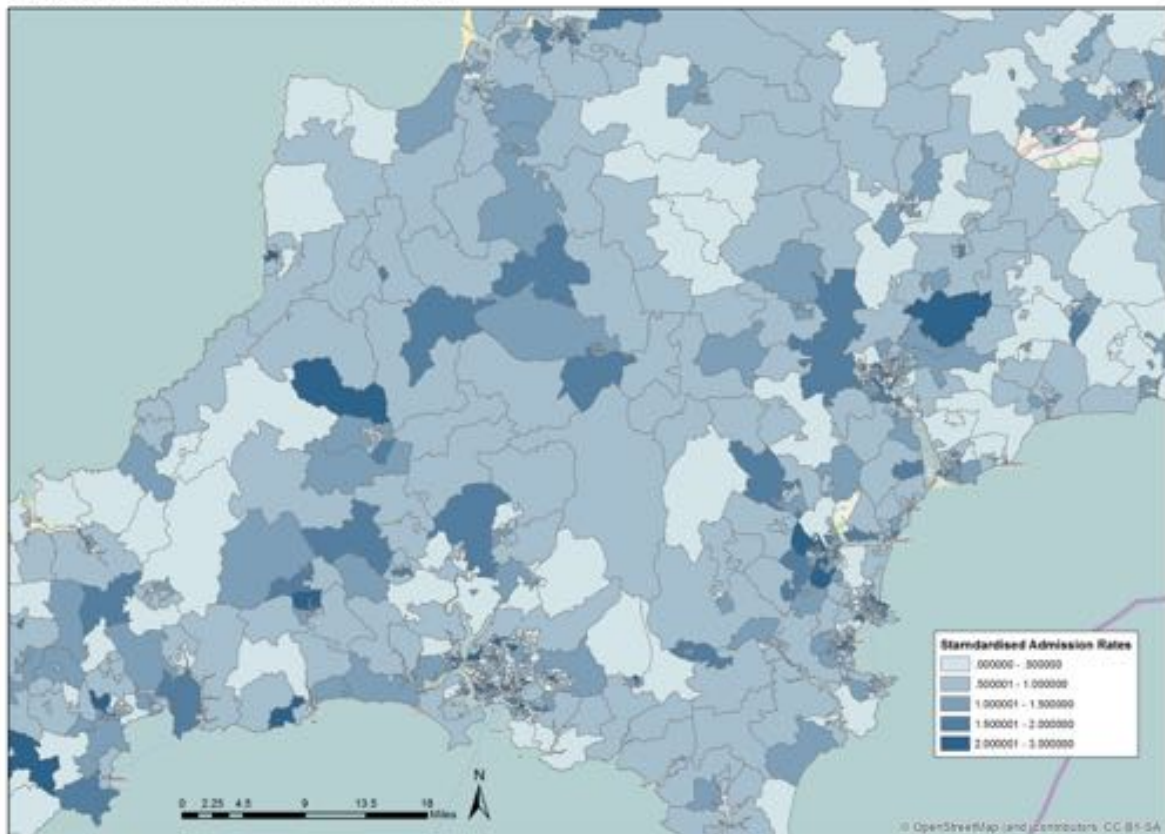 Starndardised Admission Rates
.000000 - .500000
.500001 - 1.000000
1.000001 - 1.500000
1.500001 - 2.000000
2.000001 - 3.000000
N
0 2.25 4.5 9 13.5 18
Miles
© OpenStreetMap (and) contributors, CC-BY-SA